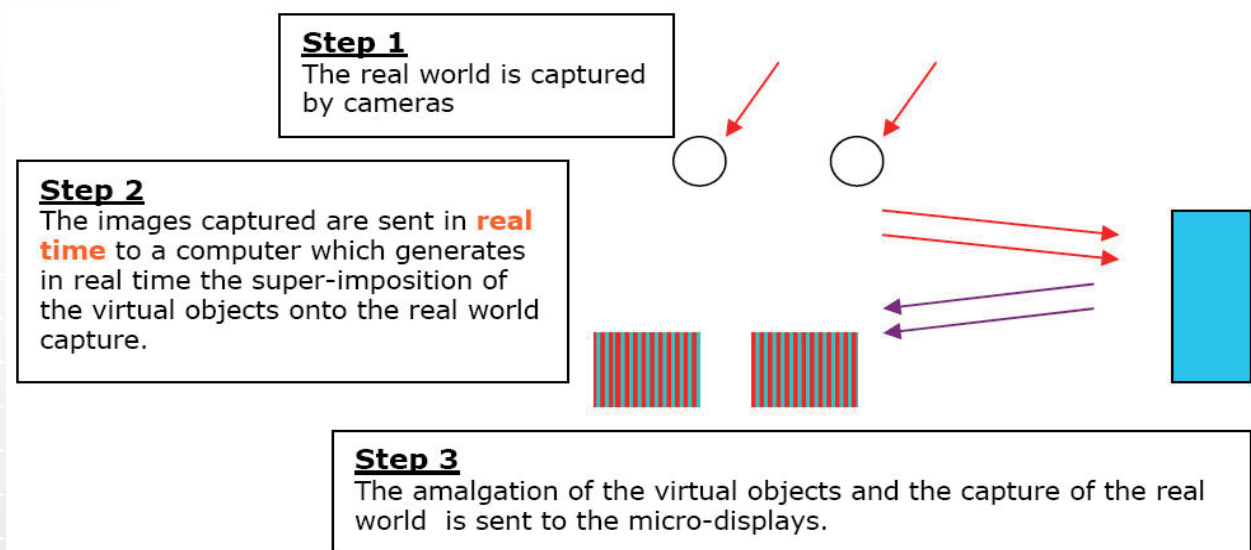 Step 1
The real world is captured
by cameras
Step 2
The images captured are sent in real
time to a computer which generates
in real time the super-imposition of
the virtual objects onto the real world
capture.
Step 3
The amalgation of the virtual objects and the capture of the real
world is sent to the micro-displays.